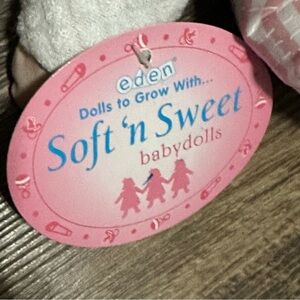 eden
Dolls to Grow With...
Soft 'n Sweet
babydolls